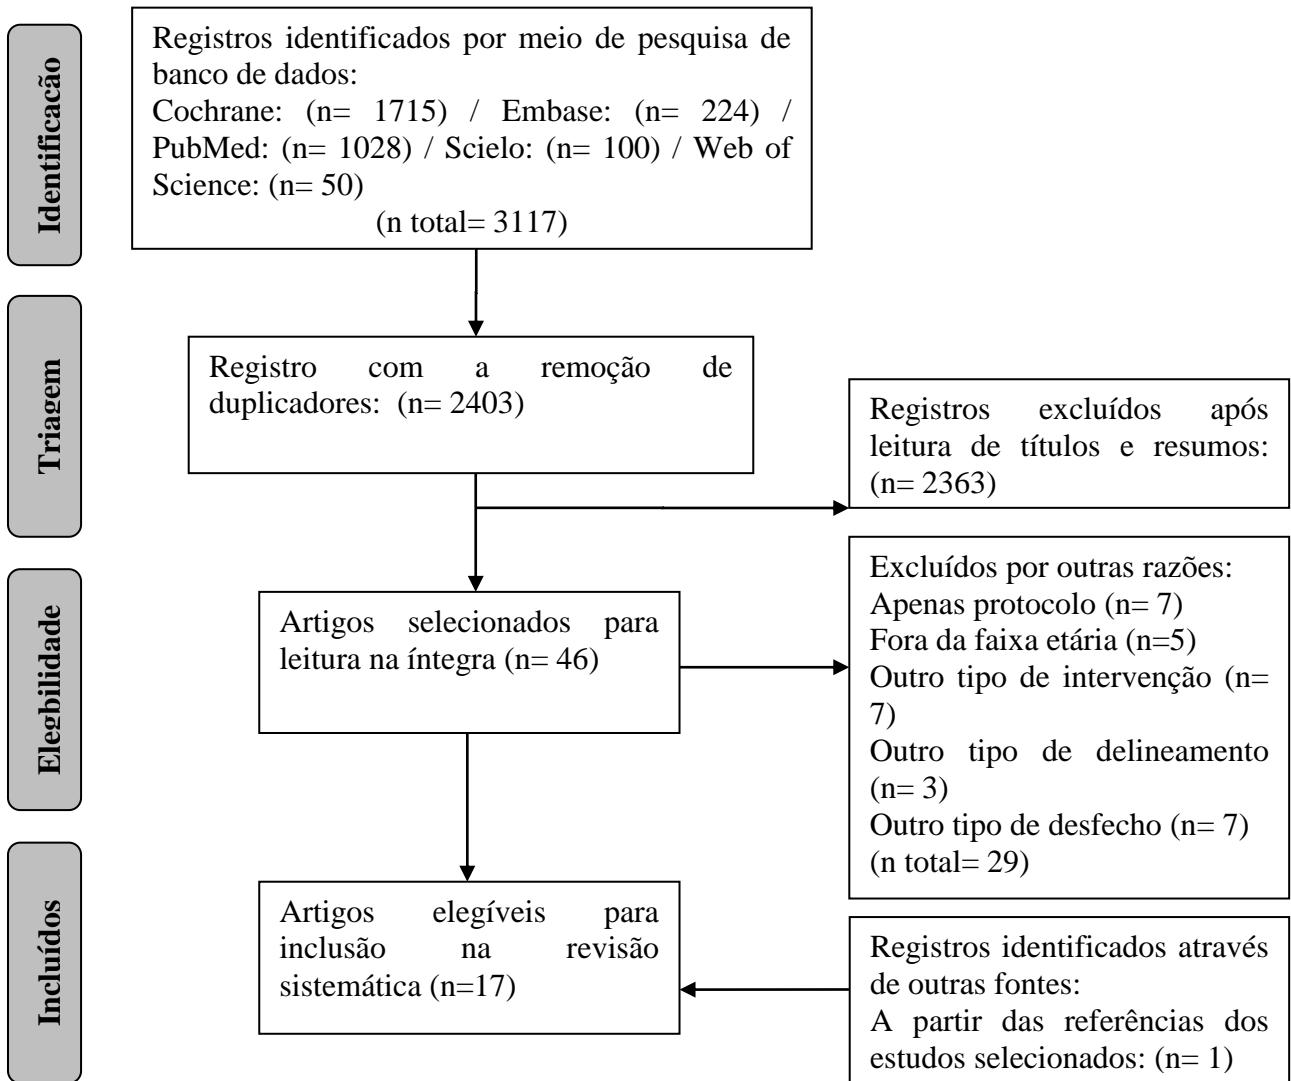 Identificação
Registros identificados por meio de pesquisa de
banco de dados:
Cochrane: (n= 1715) / Embase: (n= 224) /
PubMed: (n= 1028) / Scielo: (n= 100) / Web of
Science: (n= 50)
(n total= 3117)
Triagem
Registro com a remoção de
duplicadores: (n= 2403)
Registros excluídos após
leitura de títulos e resumos:
(n= 2363)
Elegbilidade
Artigos selecionados para
leitura na íntegra (n= 46)
Excluídos por outras razões:
Apenas protocolo (n= 7)
Fora da faixa etária (n=5)
Outro tipo de intervenção (n=
7)
Outro tipo de delineamento
(n= 3)
Outro tipo de desfecho (n= 7)
(n total= 29)
Incluídos
Artigos elegíveis para
inclusão na revisão
sistemática (n=17)
Registros identificados através
de outras fontes:
A partir das referências dos
estudos selecionados: (n= 1)